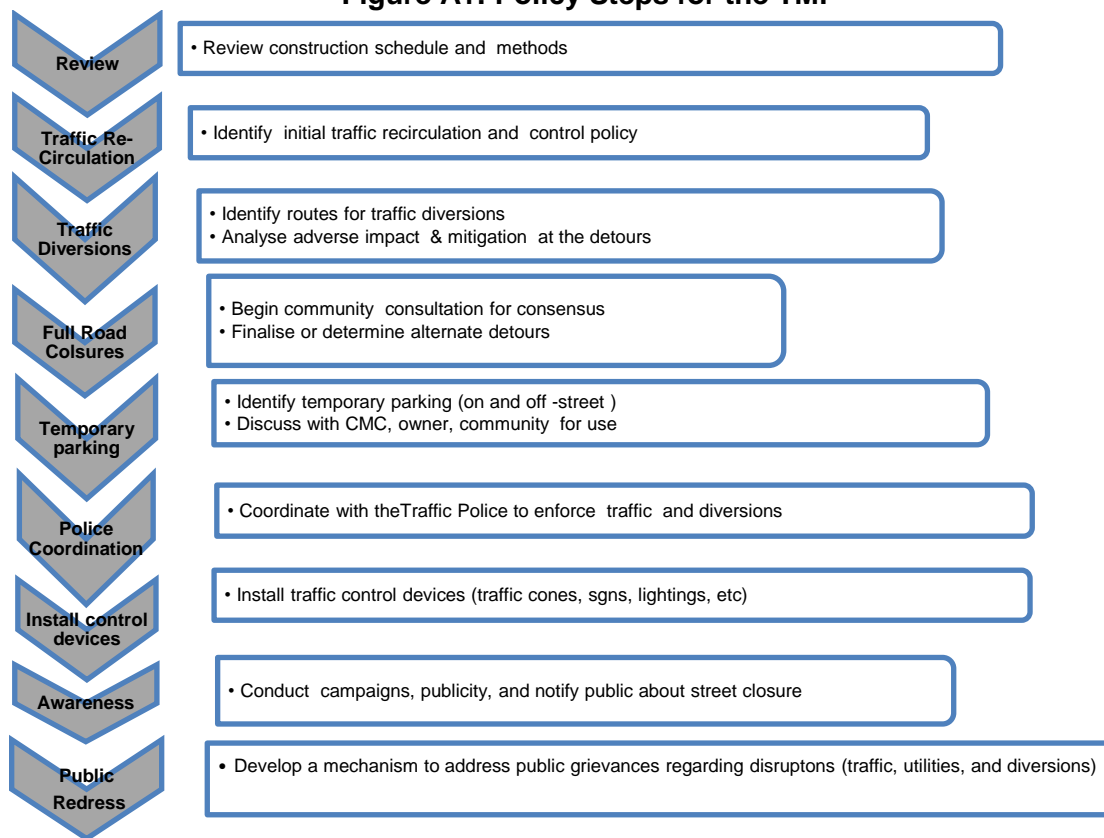 Figure A1: Policy Steps for the TMP
Review
• Review construction schedule and methods
Traffic Re-
Circulation
• Identify initial traffic recirculation and control policy
Traffic
Diversions
• Identify routes for traffic diversions
• Analyse adverse impact & mitigation at the detours
Full Road
Colsures
• Begin community consultation for consensus
• Finalise or determine alternate detours
Temporary
parking
• Identify temporary parking (on and off -street )
• Discuss with CMC, owner, community for use
Police
Coordination
• Coordinate with theTraffic Police to enforce traffic and diversions
Install control
devices
• Install traffic control devices (traffic cones, sgns, lightings, etc)
Awareness
• Conduct campaigns, publicity, and notify public about street closure
Public
Redress
• Develop a mechanism to address public grievances regarding disruptons (traffic, utilities, and diversions)